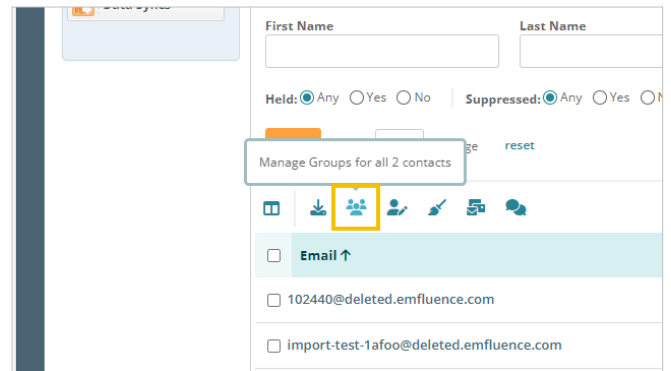 Data Syncs
First Name Last Name
Held: Any Yes No Suppressed: Any Yes
reset
Manage Groups for all 2 contacts
Email ↑
102440@deleted.emfluence.com
import-test-1afoo@deleted.emfluence.com